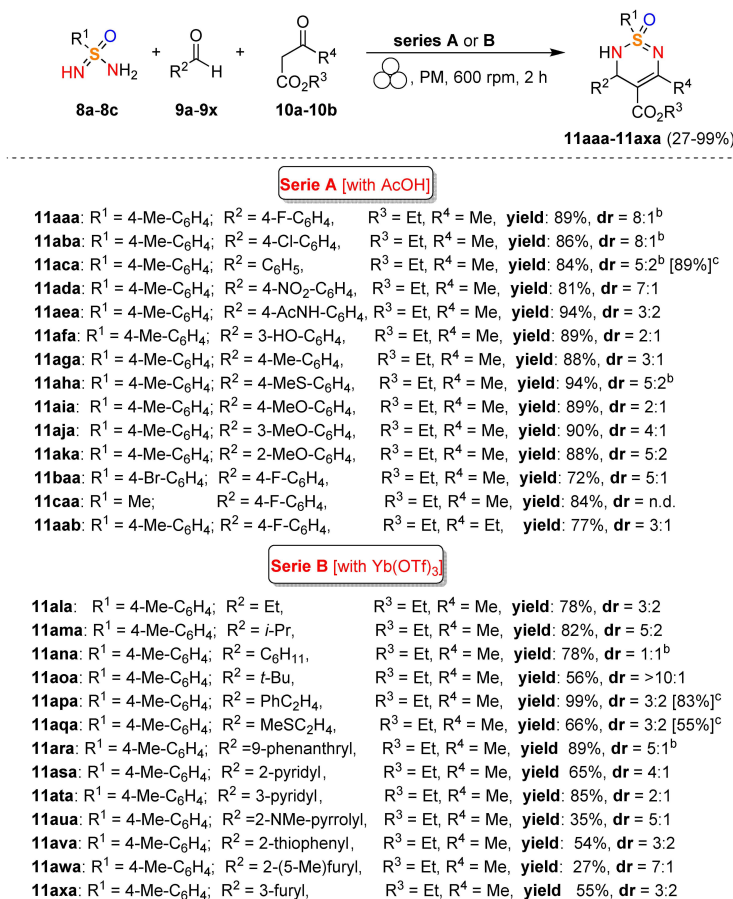 R¹ O S HN NH₂ + O R² H + O R⁴ CO₂R³ series A or B , PM, 600 rpm, 2 h R¹ O S HN N R² R⁴ CO₂R³
8a-8c 9a-9x 10a-10b 11aaa-11axa (27-99%)
Serie A [with AcOH]
11aaa: R¹ = 4-Me-C₆H₄; R² = 4-F-C₆H₄, R³ = Et, R⁴ = Me, yield: 89%, dr = 8:1ᵇ
11aba: R¹ = 4-Me-C₆H₄; R² = 4-Cl-C₆H₄, R³ = Et, R⁴ = Me, yield: 86%, dr = 8:1ᵇ
11aca: R¹ = 4-Me-C₆H₄; R² = C₆H₅, R³ = Et, R⁴ = Me, yield: 84%, dr = 5:2ᵇ [89%]ᶜ
11ada: R¹ = 4-Me-C₆H₄; R² = 4-NO₂-C₆H₄, R³ = Et, R⁴ = Me, yield: 81%, dr = 7:1
11aea: R¹ = 4-Me-C₆H₄; R² = 4-AcNH-C₆H₄, R³ = Et, R⁴ = Me, yield: 94%, dr = 3:2
11afa: R¹ = 4-Me-C₆H₄; R² = 3-HO-C₆H₄, R³ = Et, R⁴ = Me, yield: 89%, dr = 2:1
11aga: R¹ = 4-Me-C₆H₄; R² = 4-Me-C₆H₄, R³ = Et, R⁴ = Me, yield: 88%, dr = 3:1
11aha: R¹ = 4-Me-C₆H₄; R² = 4-MeS-C₆H₄, R³ = Et, R⁴ = Me, yield: 94%, dr = 5:2ᵇ
11aia: R¹ = 4-Me-C₆H₄; R² = 4-MeO-C₆H₄, R³ = Et, R⁴ = Me, yield: 89%, dr = 2:1
11aja: R¹ = 4-Me-C₆H₄; R² = 3-MeO-C₆H₄, R³ = Et, R⁴ = Me, yield: 90%, dr = 4:1
11aka: R¹ = 4-Me-C₆H₄; R² = 2-MeO-C₆H₄, R³ = Et, R⁴ = Me, yield: 88%, dr = 5:2
11baa: R¹ = 4-Br-C₆H₄; R² = 4-F-C₆H₄, R³ = Et, R⁴ = Me, yield: 72%, dr = 5:1
11caa: R¹ = Me; R² = 4-F-C₆H₄, R³ = Et, R⁴ = Me, yield: 84%, dr = n.d.
11aab: R¹ = 4-Me-C₆H₄; R² = 4-F-C₆H₄, R³ = Et, R⁴ = Et, yield: 77%, dr = 3:1
Serie B [with Yb(OTf)₃]
11ala: R¹ = 4-Me-C₆H₄; R² = Et, R³ = Et, R⁴ = Me, yield: 78%, dr = 3:2
11ama: R¹ = 4-Me-C₆H₄; R² = i-Pr, R³ = Et, R⁴ = Me, yield: 82%, dr = 5:2
11ana: R¹ = 4-Me-C₆H₄; R² = C₆H₁₁, R³ = Et, R⁴ = Me, yield: 78%, dr = 1:1ᵇ
11aoa: R¹ = 4-Me-C₆H₄; R² = t-Bu, R³ = Et, R⁴ = Me, yield: 56%, dr = >10:1
11apa: R¹ = 4-Me-C₆H₄; R² = PhC₂H₄, R³ = Et, R⁴ = Me, yield: 99%, dr = 3:2 [83%]ᶜ
11aqa: R¹ = 4-Me-C₆H₄; R² = MeSC₂H₄, R³ = Et, R⁴ = Me, yield: 66%, dr = 3:2 [55%]ᶜ
11ara: R¹ = 4-Me-C₆H₄; R² =9-phenanthryl, R³ = Et, R⁴ = Me, yield 89%, dr = 5:1ᵇ
11asa: R¹ = 4-Me-C₆H₄; R² = 2-pyridyl, R³ = Et, R⁴ = Me, yield 65%, dr = 4:1
11ata: R¹ = 4-Me-C₆H₄; R² = 3-pyridyl, R³ = Et, R⁴ = Me, yield: 85%, dr = 2:1
11aua: R¹ = 4-Me-C₆H₄; R² =2-NMe-pyrrolyl, R³ = Et, R⁴ = Me, yield: 35%, dr = 5:1
11ava: R¹ = 4-Me-C₆H₄; R² = 2-thiophenyl, R³ = Et, R⁴ = Me, yield: 54%, dr = 3:2
11awa: R¹ = 4-Me-C₆H₄; R² = 2-(5-Me)furyl, R³ = Et, R⁴ = Me, yield: 27%, dr = 7:1
11axa: R¹ = 4-Me-C₆H₄; R² = 3-furyl, R³ = Et, R⁴ = Me, yield 55%, dr = 3:2